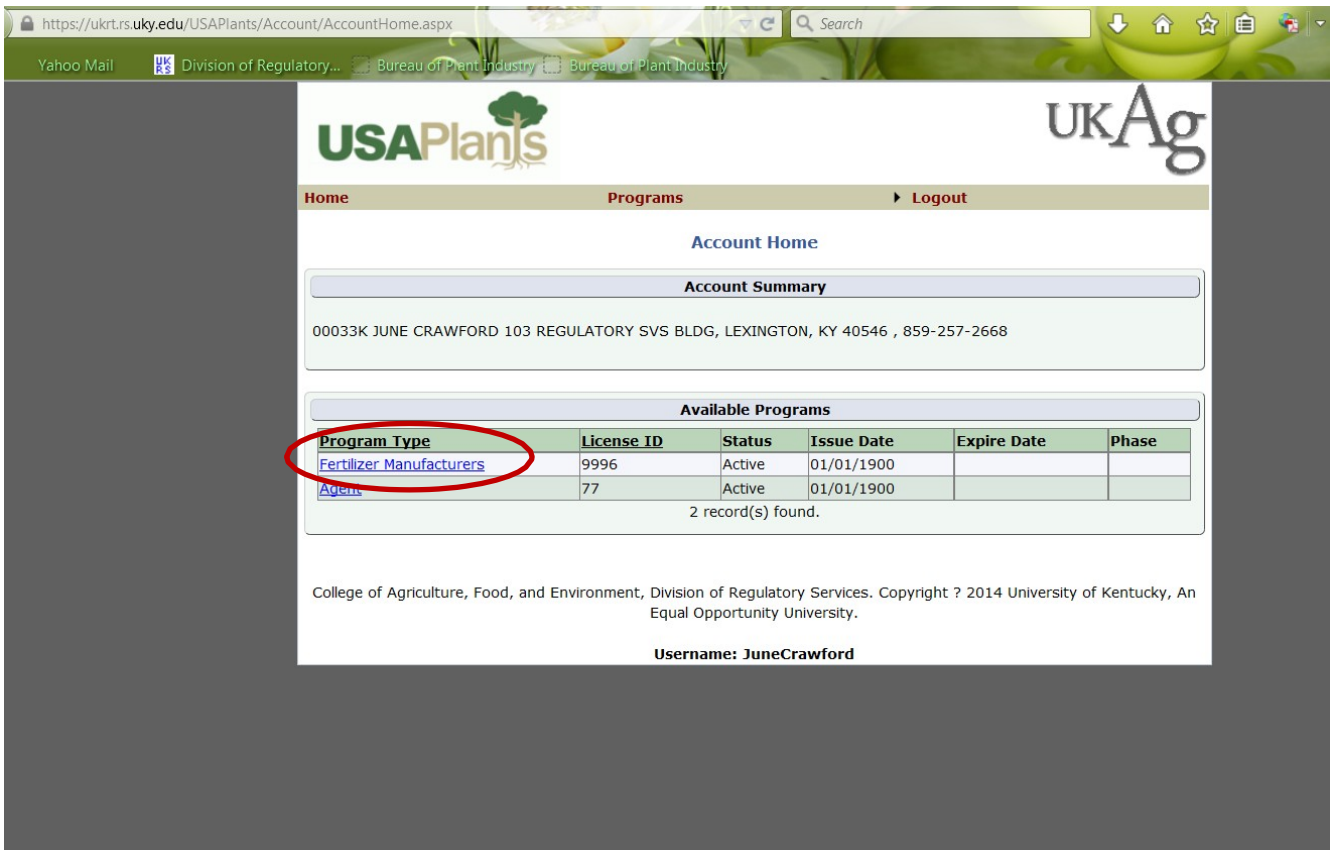 https://ukrt.rs.uky.edu/USAPlants/Account/AccountHome.aspx
Search
Yahoo Mail
UK RS
Division of Regulatory...
Bureau of Plant Industry
Bureau of Plant Industry
USAPlants
UKAg
Home
Programs
Logout
Account Home
Account Summary
00033K JUNE CRAWFORD 103 REGULATORY SVS BLDG, LEXINGTON, KY 40546 , 859-257-2668
Available Programs
Program Type License ID Status Issue Date Expire Date Phase
Fertilizer Manufacturers 9996 Active 01/01/1900
Agent 77 Active 01/01/1900
2 record(s) found.
College of Agriculture, Food, and Environment, Division of Regulatory Services. Copyright ? 2014 University of Kentucky, An
Equal Opportunity University.
Username: JuneCrawford